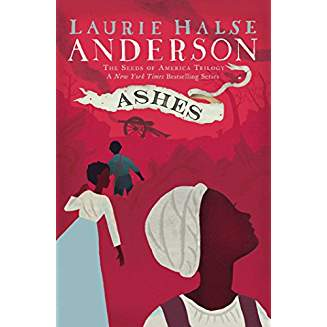 LAURIE HALSE
ANDERSON
THE SEEDS OF AMERICA TRILOGY
A New York Times Bestselling Series
ASHES